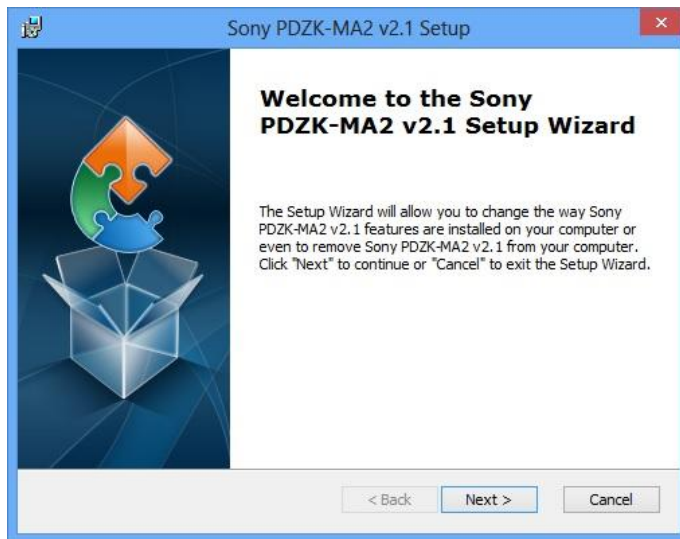 Sony PDZK-MA2 v2.1 Setup
Welcome to the Sony
PDZK-MA2 v2.1 Setup Wizard
The Setup Wizard will allow you to change the way Sony
PDZK-MA2 v2.1 features are installed on your computer or
even to remove Sony PDZK-MA2 v2.1 from your computer.
Click "Next" to continue or "Cancel" to exit the Setup Wizard.
< Back
Next >
Cancel